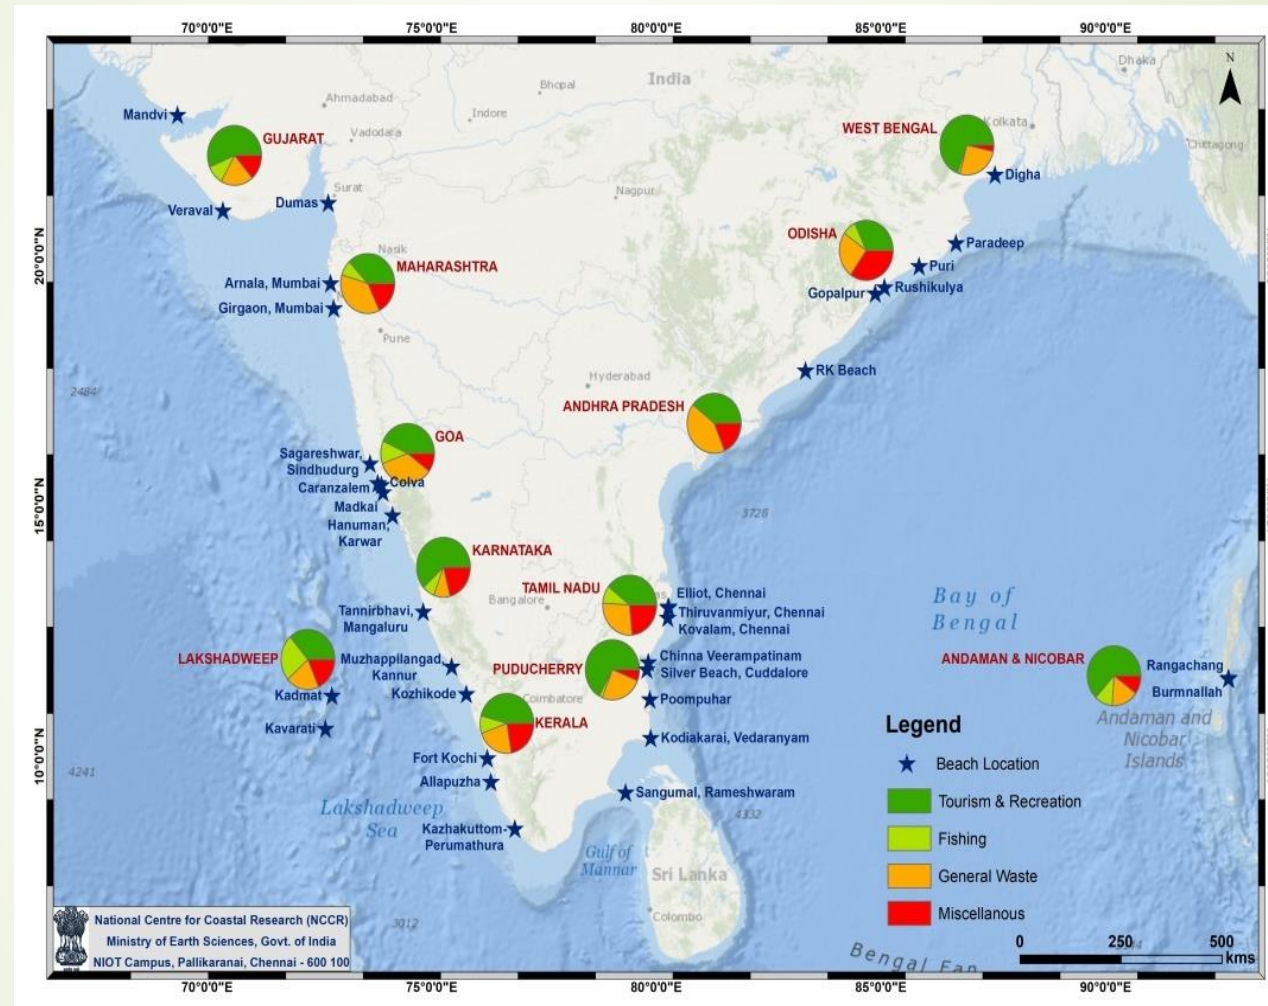 70°0'0"E
75°0'0"E
80°0'0"E
85°0'0"E
90°0'0"E
N
Dhaka
India
Bhopal
Ahmadabad
Indore
Mandvi
Kolkata
WEST BENGAL
GUJARAT
Vadodara
Chittagong
Digha
Surat
Nagpur
Dumas
Veraval
ODISHA
Paradeep
Nasik
20°0'0"N
MAHARASHTRA
Puri
Arnala, Mumbai
Rushikulya
Gopalpur
Girgaon, Mumbai
Pune
RK Beach
Hyderabad
2484
ANDHRA PRADESH
GOA
Sagareshwar,
Sindhudurg
Colva
Caranzalem
Madkai
15°0'0"N
3728
Hanuman,
Karwar
KARNATAKA
TAMIL NADU
Elliot, Chennai
Bangalore
Thiruvanmiyur, Chennai
Kovalam, Chennai
Bay of
Bengal
Tannirbhavi,
Mangaluru
LAKSHADWEEP
Muzhappilangad,
Kannur
Chinna Veerampatinam
PUDUCHERRY
Silver Beach, Cuddalore
ANDAMAN & NICOBAR
Rangachang
Burmnallah
Kadmat
Kozhikode
Coimbatore
Poompuhar
Andaman and
Nicobar
Islands
KERALA
Kavarati
Kodiakarai, Vedaranyam
Legend
Fort Kochi
Beach Location
10°0'0"N
4241
Allapuzha
Sangumal, Rameshwaram
Tourism & Recreation
Lakshadweep
Sea
4332
Kazhakuttom-
Perumathura
Fishing
Gulf of
Mannar
Sri Lanka
General Waste
Colombo
Miscellanous
3012
National Centre for Coastal Research (NCCR)
Ministry of Earth Sciences, Govt. of India
NIOT Campus, Pallikaranai, Chennai - 600 100
0
250
500
kms
Bengal Fan
70°0'0"E
75°0'0"E
80°0'0"E
85°0'0"E
90°0'0"E